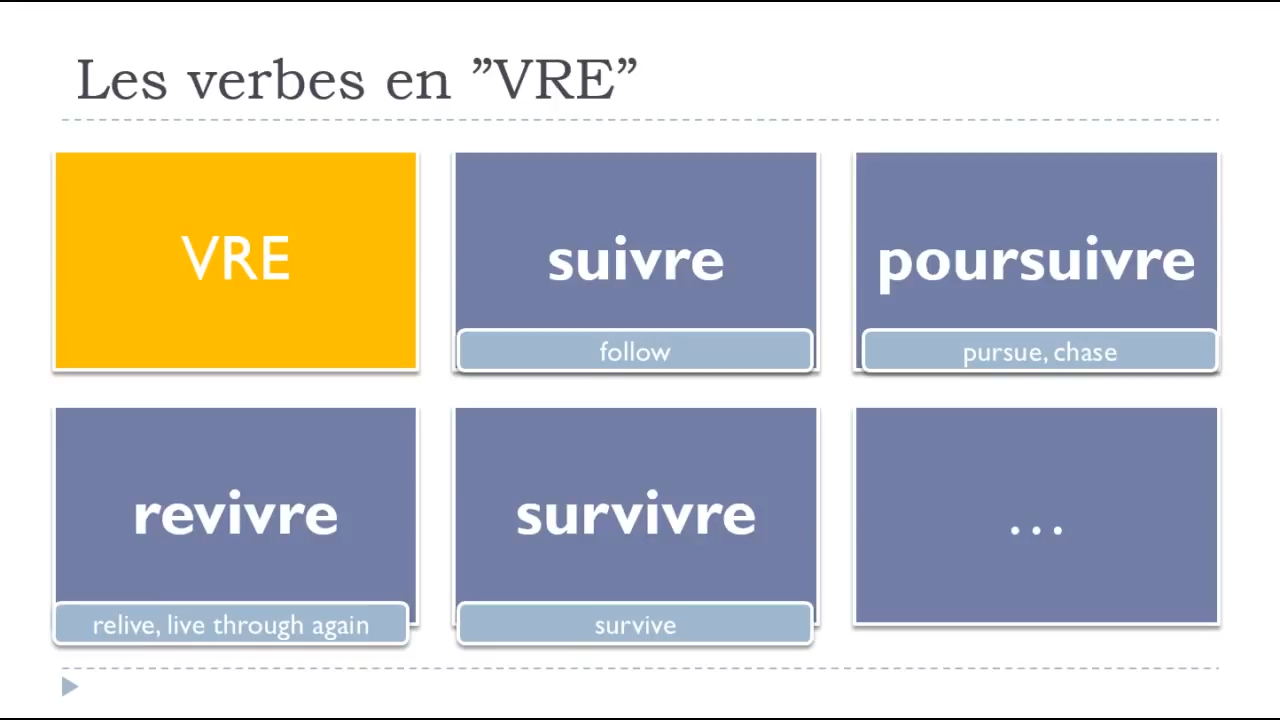 Les verbes en ”VRE”
VRE
suivre
follow
poursuivre
pursue, chase
revivre
relive, live through again
survivre
survive
…